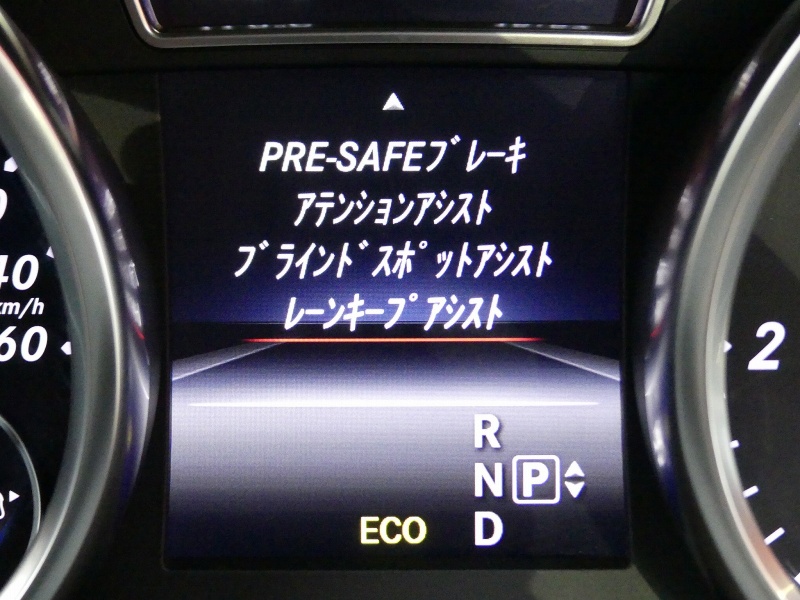 PRE-SAFEﾌﾞﾚｰｷ
ｱﾃﾝｼｮﾝｱｼｽﾄ
ﾌﾞﾗｲﾝﾄﾞｽﾎﾟｯﾄｱｼｽﾄ
ﾚｰﾝｷｰﾌﾟｱｼｽﾄ
40
km/h
60
2
R
N P
ECO D